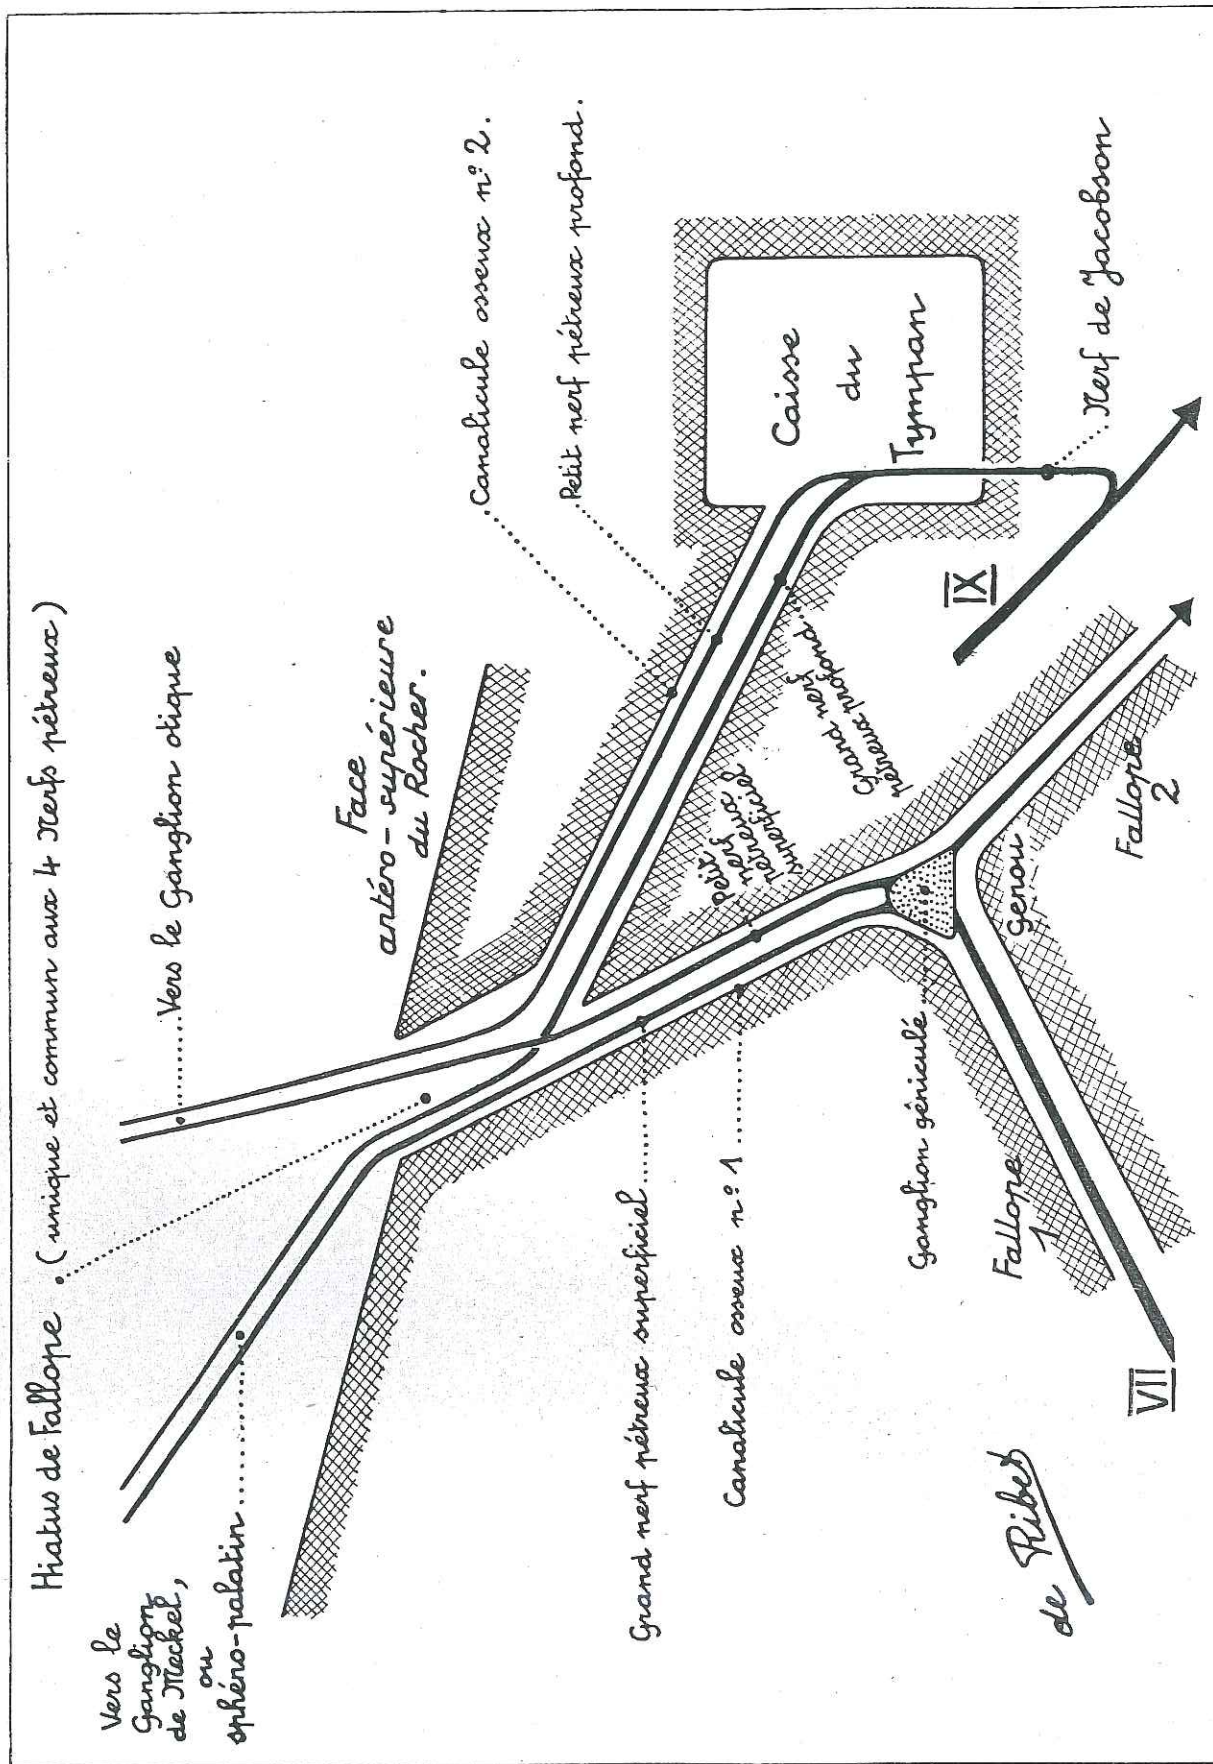 Hiatus de Fallope (unique et commun aux 4 Nerfs pétreux)
Vers le Ganglion otique
Vers le
Ganglion
de Meckel,
ou
sphéno-palatin
Face
antéro-supérieure
du Rocher.
Canalicule osseux n° 2.
Petit nerf pétreux profond.
Caisse
du
Tympan
Petit
nerf
pétreux
superficiel
Grand nerf
pétreux profond
Grand nerf pétreux superficiel
Canalicule osseux n° 1
Ganglion géniculé
Genou
IX
Nerf de Jacobson
Fallope
1
Fallope
2
VII
de Ribet